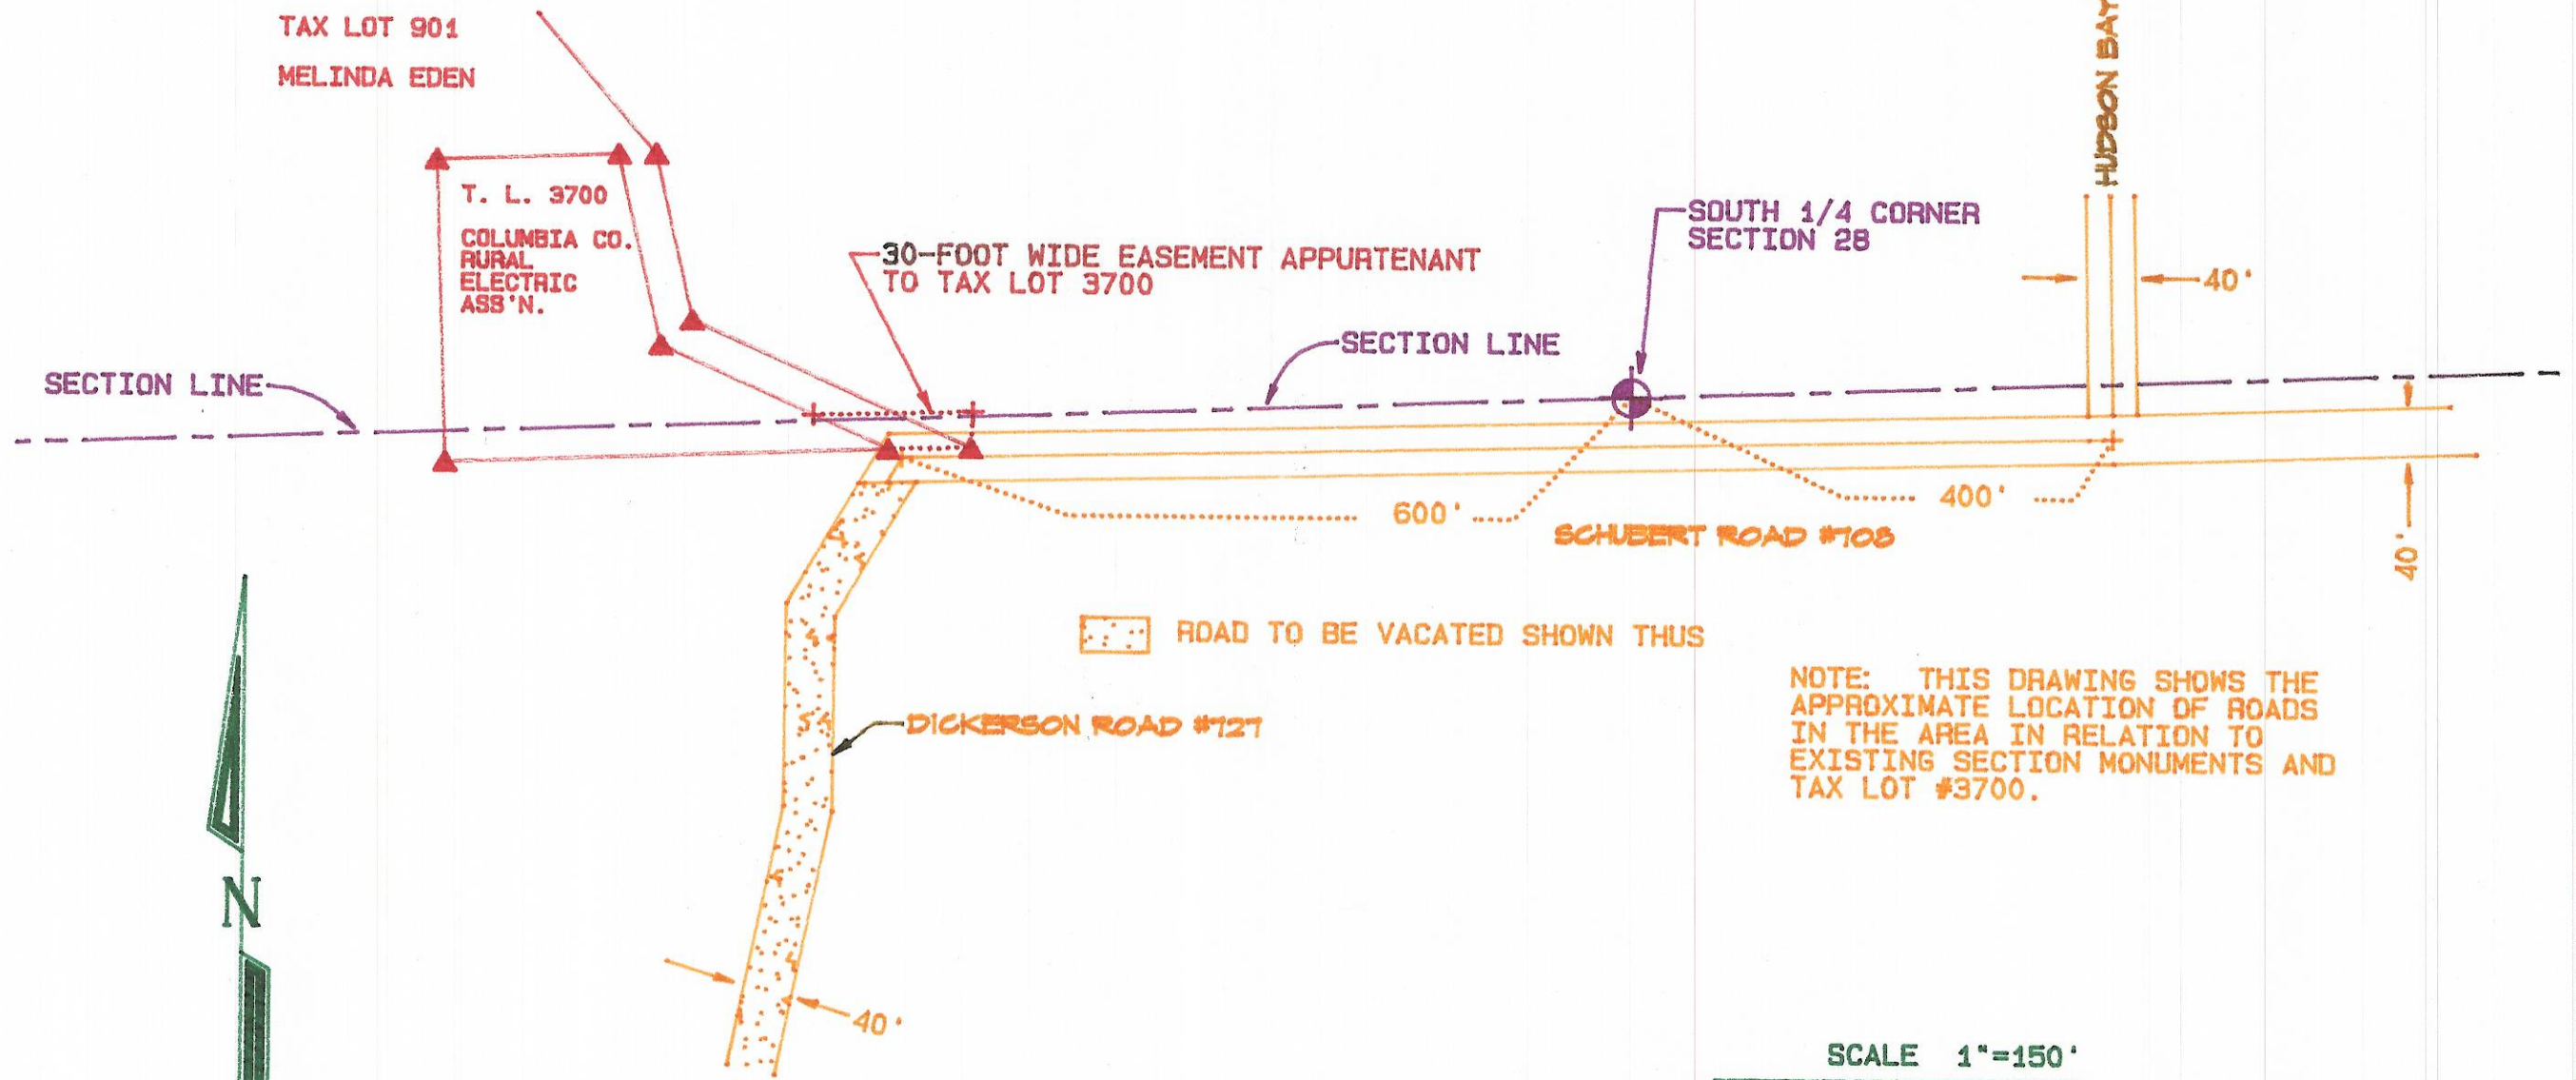 TAX LOT 901
MELINDA EDEN
HUDSON BAY
T. L. 3700
COLUMBIA CO.
RURAL
ELECTRIC
ASS'N.
30-FOOT WIDE EASEMENT APPURTENANT
TO TAX LOT 3700
SOUTH 1/4 CORNER
SECTION 28
40'
SECTION LINE
SECTION LINE
600'
400'
SCHUBERT ROAD #708
40'
ROAD TO BE VACATED SHOWN THUS
DICKERSON ROAD #727
NOTE: THIS DRAWING SHOWS THE
APPROXIMATE LOCATION OF ROADS
IN THE AREA IN RELATION TO
EXISTING SECTION MONUMENTS AND
TAX LOT #3700.
N
40'
SCALE 1"=150'